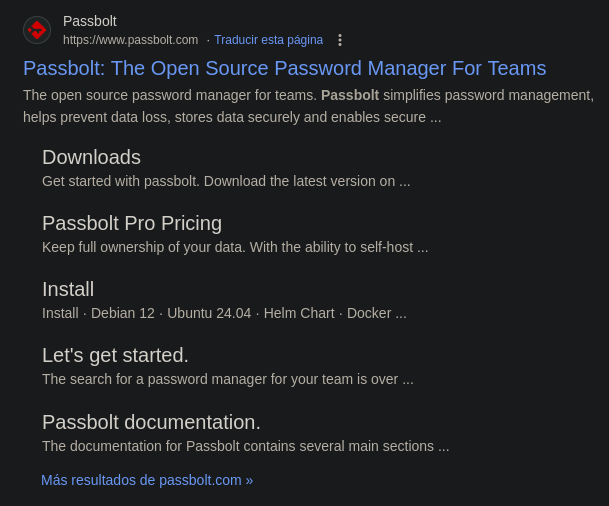 Passbolt
https://www.passbolt.com · Traducir esta página
Passbolt: The Open Source Password Manager For Teams
The open source password manager for teams. Passbolt simplifies password management,
helps prevent data loss, stores data securely and enables secure ...
Downloads
Get started with passbolt. Download the latest version on ...
Passbolt Pro Pricing
Keep full ownership of your data. With the ability to self-host ...
Install
Install · Debian 12 · Ubuntu 24.04 · Helm Chart · Docker ...
Let's get started.
The search for a password manager for your team is over ...
Passbolt documentation.
The documentation for Passbolt contains several main sections ...
Más resultados de passbolt.com »